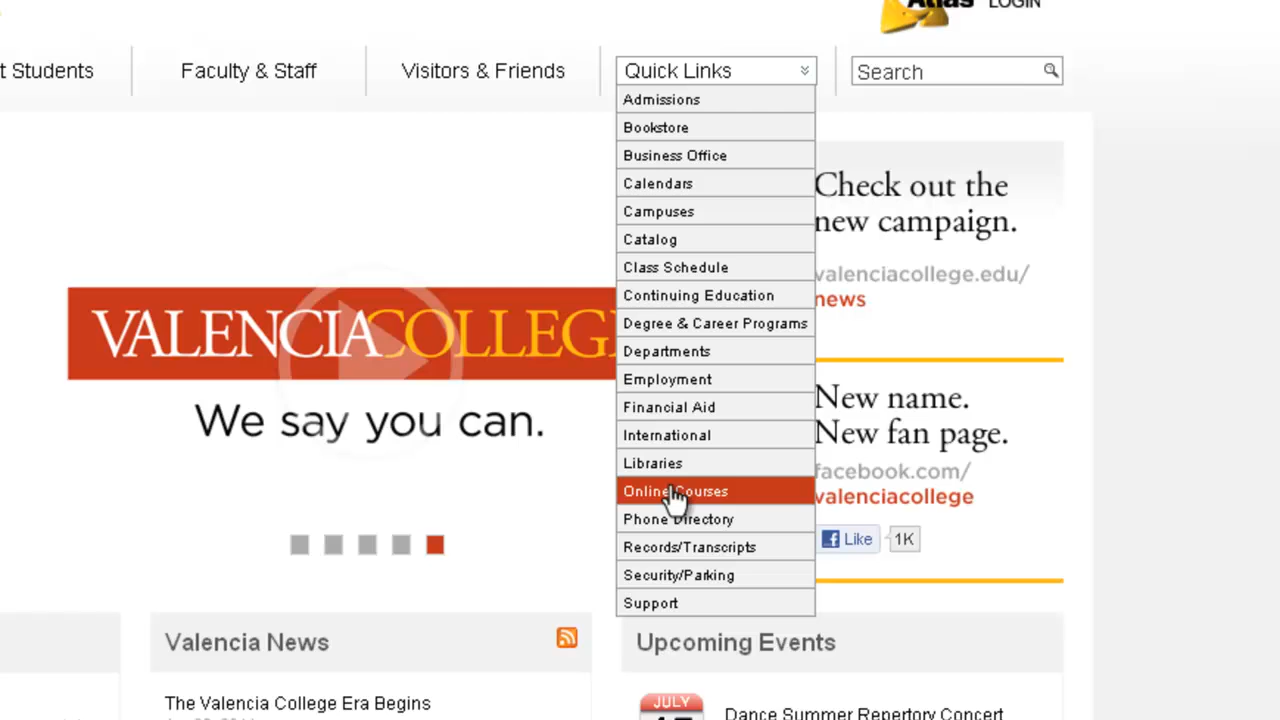 Atlas LOGIN
t Students
Faculty & Staff
Visitors & Friends
Quick Links
Search
Admissions
Bookstore
Business Office
Calendars
Campuses
Catalog
Class Schedule
Continuing Education
Degree & Career Programs
Departments
Employment
Financial Aid
International
Libraries
Online Courses
Phone Directory
Records/Transcripts
Security/Parking
Support
VALENCIACOLLEG
We say you can.
Check out the
new campaign.
valenciacollege.edu/
news
New name.
New fan page.
facebook.com/
valenciacollege
Like
1K
Valencia News
The Valencia College Era Begins
Upcoming Events
JULY
Dance Summer Repertory Concert